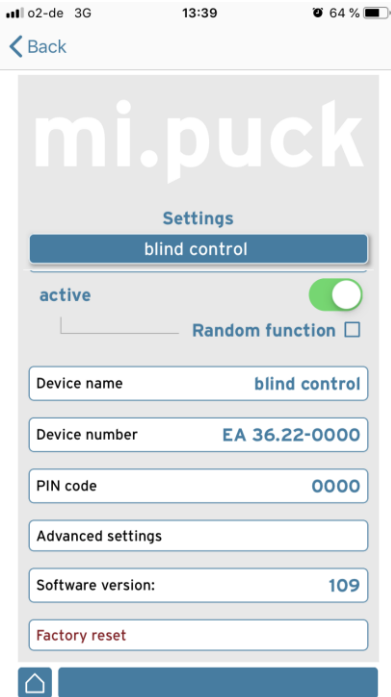 o2-de 3G 13:39 64 %
Back
mi.puck
Settings
blind control
active
Random function
Device name blind control
Device number EA 36.22-0000
PIN code 0000
Advanced settings
Software version: 109
Factory reset